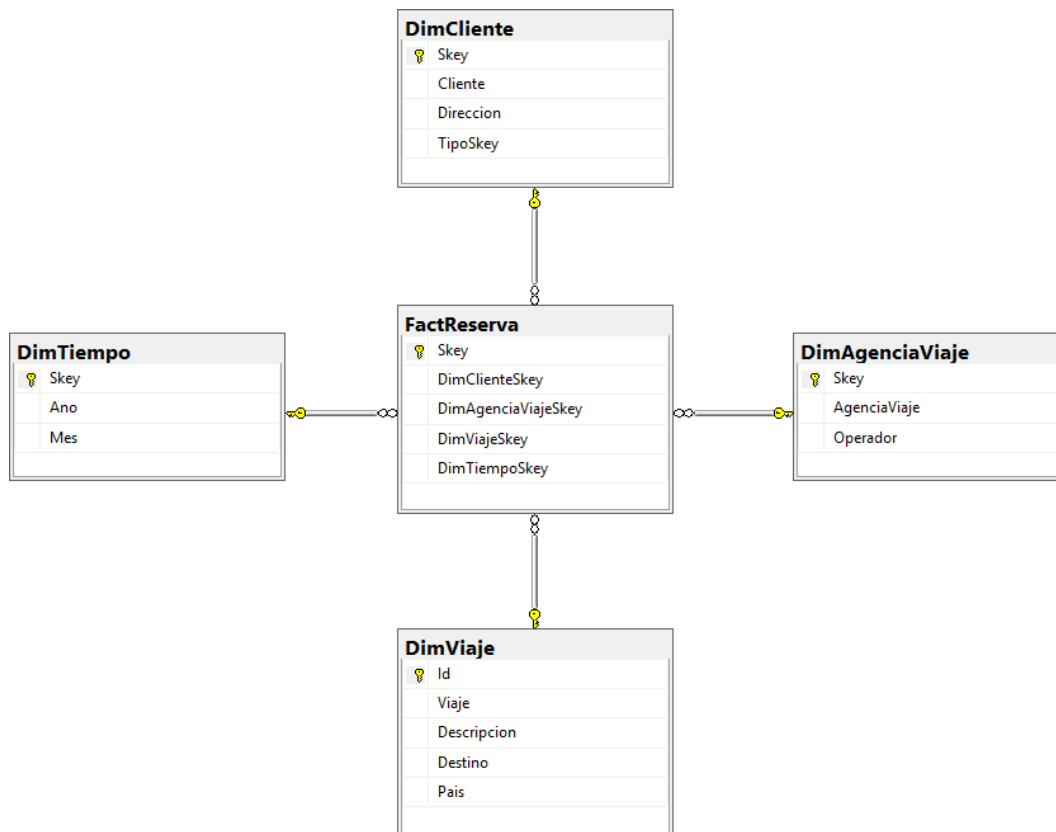 DimCliente
Skey
Cliente
Direccion
TipoSkey
DimTiempo
Skey
Ano
Mes
FactReserva
Skey
DimClienteSkey
DimAgenciaViajeSkey
DimViajeSkey
DimTiempoSkey
DimAgenciaViaje
Skey
AgenciaViaje
Operador
DimViaje
Id
Viaje
Descripcion
Destino
Pais